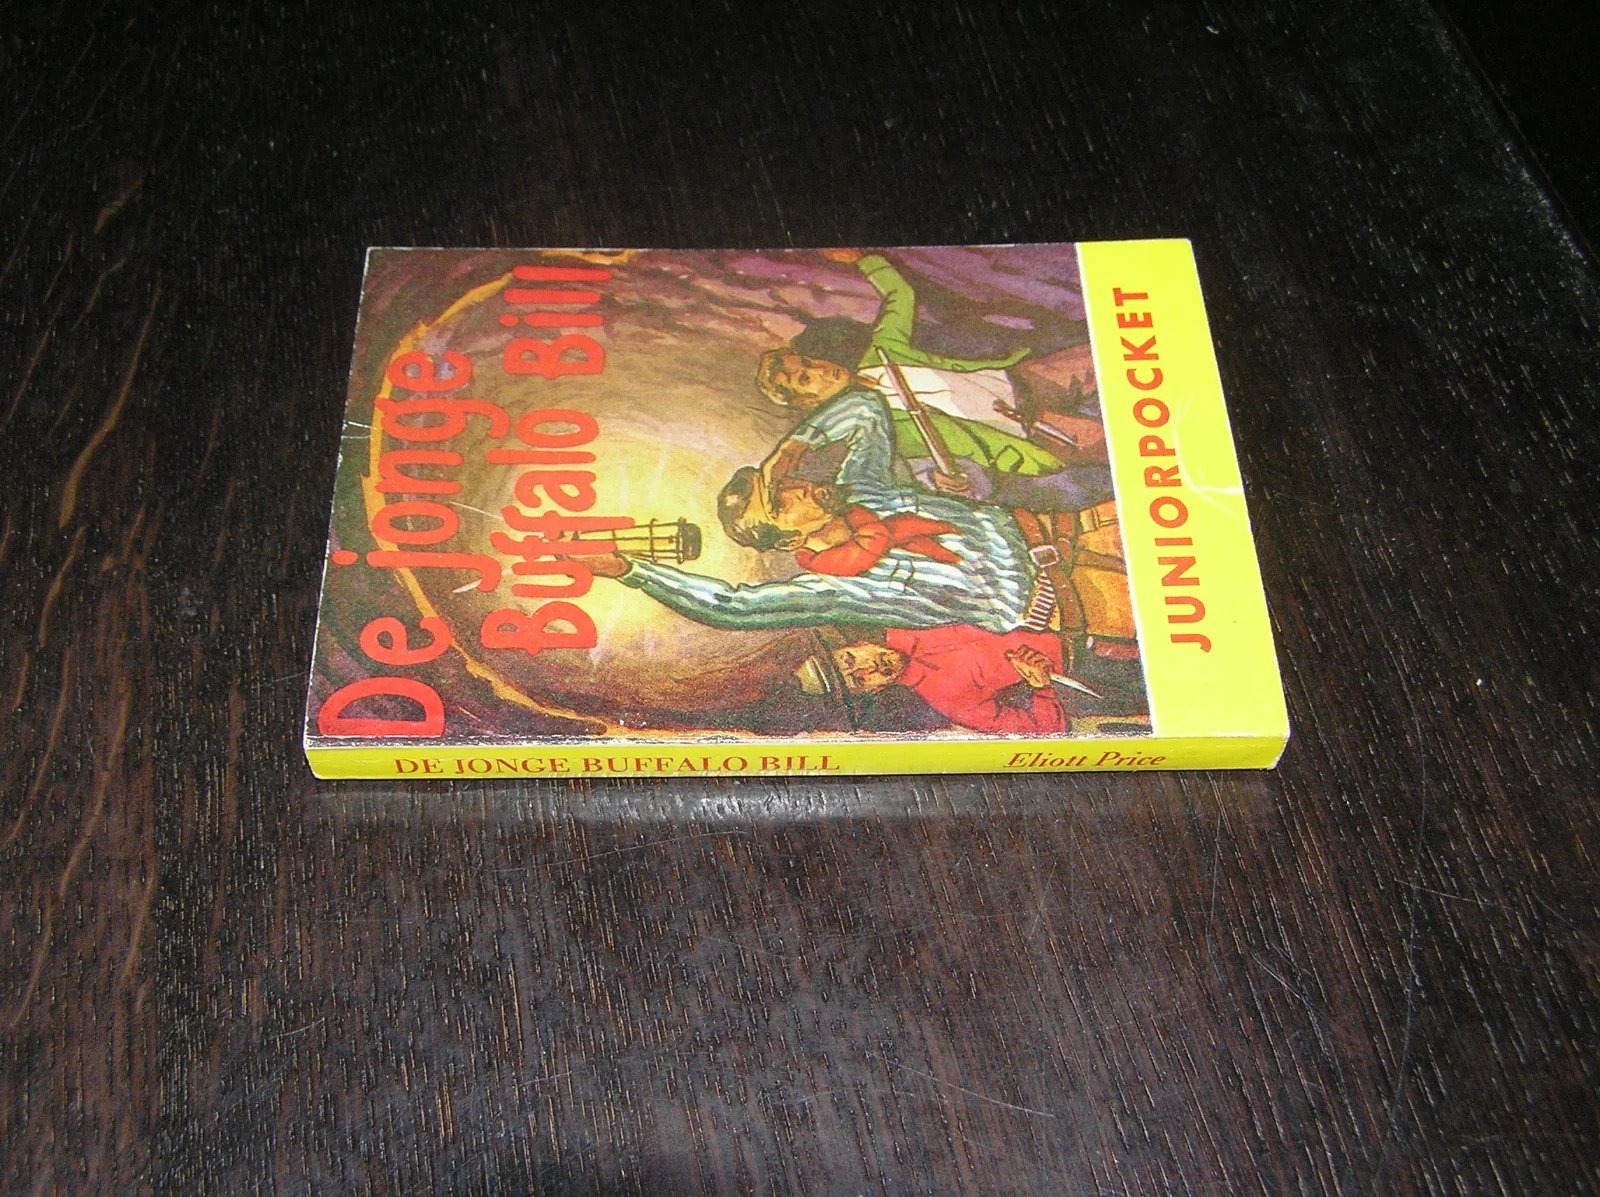 De jonge
Buffalo Bill
JUNIORPOCKET
DE JONGE BUFFALO BILL Eliott Price